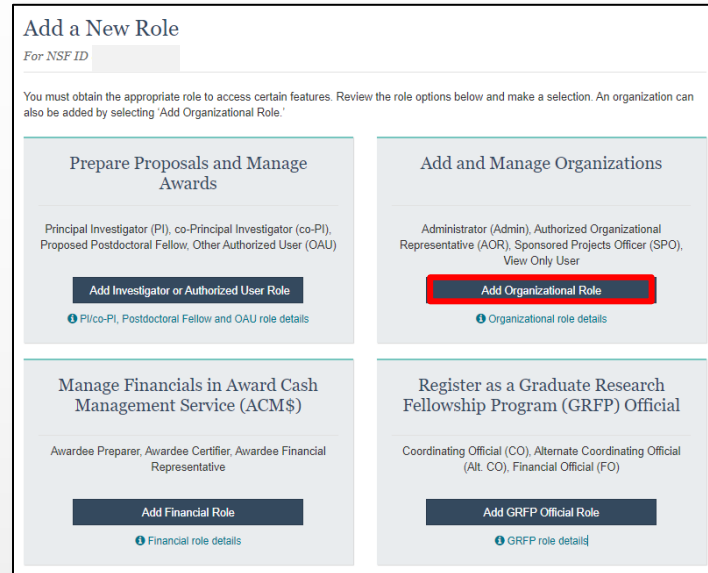 Add a New Role
For NSF ID
You must obtain the appropriate role to access certain features. Review the role options below and make a selection. An organization can
also be added by selecting ‘Add Organizational Role.’
Prepare Proposals and Manage
Awards
Principal Investigator (PI), co-Principal Investigator (co-PI),
Proposed Postdoctoral Fellow, Other Authorized User (OAU)
Add Investigator or Authorized User Role
PI/co-PI, Postdoctoral Fellow and OAU role details
Add and Manage Organizations
Administrator (Admin), Authorized Organizational
Representative (AOR), Sponsored Projects Officer (SPO),
View Only User
Add Organizational Role
Organizational role details
Manage Financials in Award Cash
Management Service (ACM$)
Awardee Preparer, Awardee Certifier, Awardee Financial
Representative
Add Financial Role
Financial role details
Register as a Graduate Research
Fellowship Program (GRFP) Official
Coordinating Official (CO), Alternate Coordinating Official
(Alt. CO), Financial Official (FO)
Add GRFP Official Role
GRFP role details